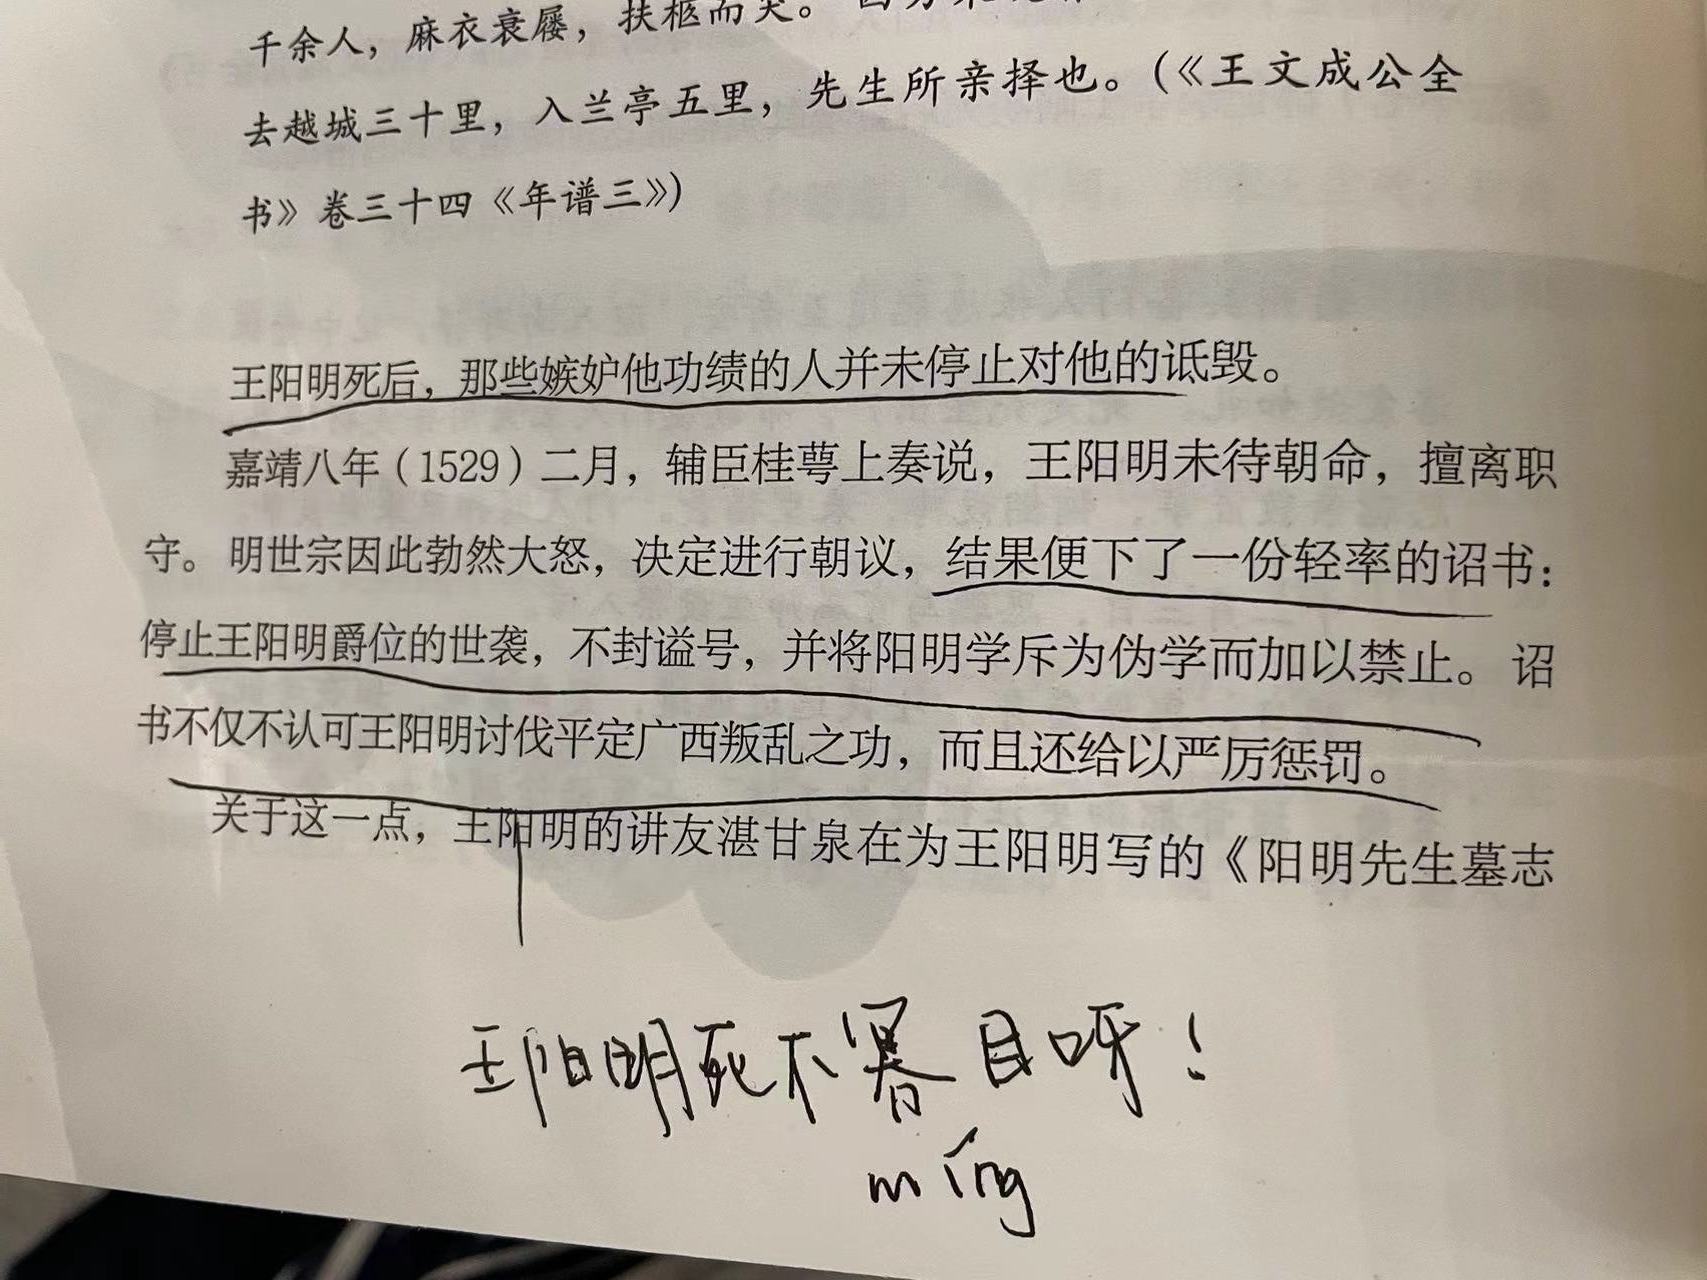 千余人，麻衣衰屦，扶柩而哭。
去越城三十里，入兰亭五里，先生所亲择也。（《王文成公全
书》卷三十四《年谱三》）
王阳明死后，那些嫉妒他功绩的人并未停止对他的诋毁。
嘉靖八年（1529）二月，辅臣桂萼上奏说，王阳明未待朝命，擅离职
守。明世宗因此勃然大怒，决定进行朝议，结果便下了一份轻率的诏书：
停止王阳明爵位的世袭，不封谥号，并将阳明学斥为伪学而加以禁止。诏
书不仅不认可王阳明讨伐平定广西叛乱之功，而且还给以严厉惩罚。
关于这一点，王阳明的讲友湛甘泉在为王阳明写的《阳明先生墓志
王阳明死不目呀！
míng